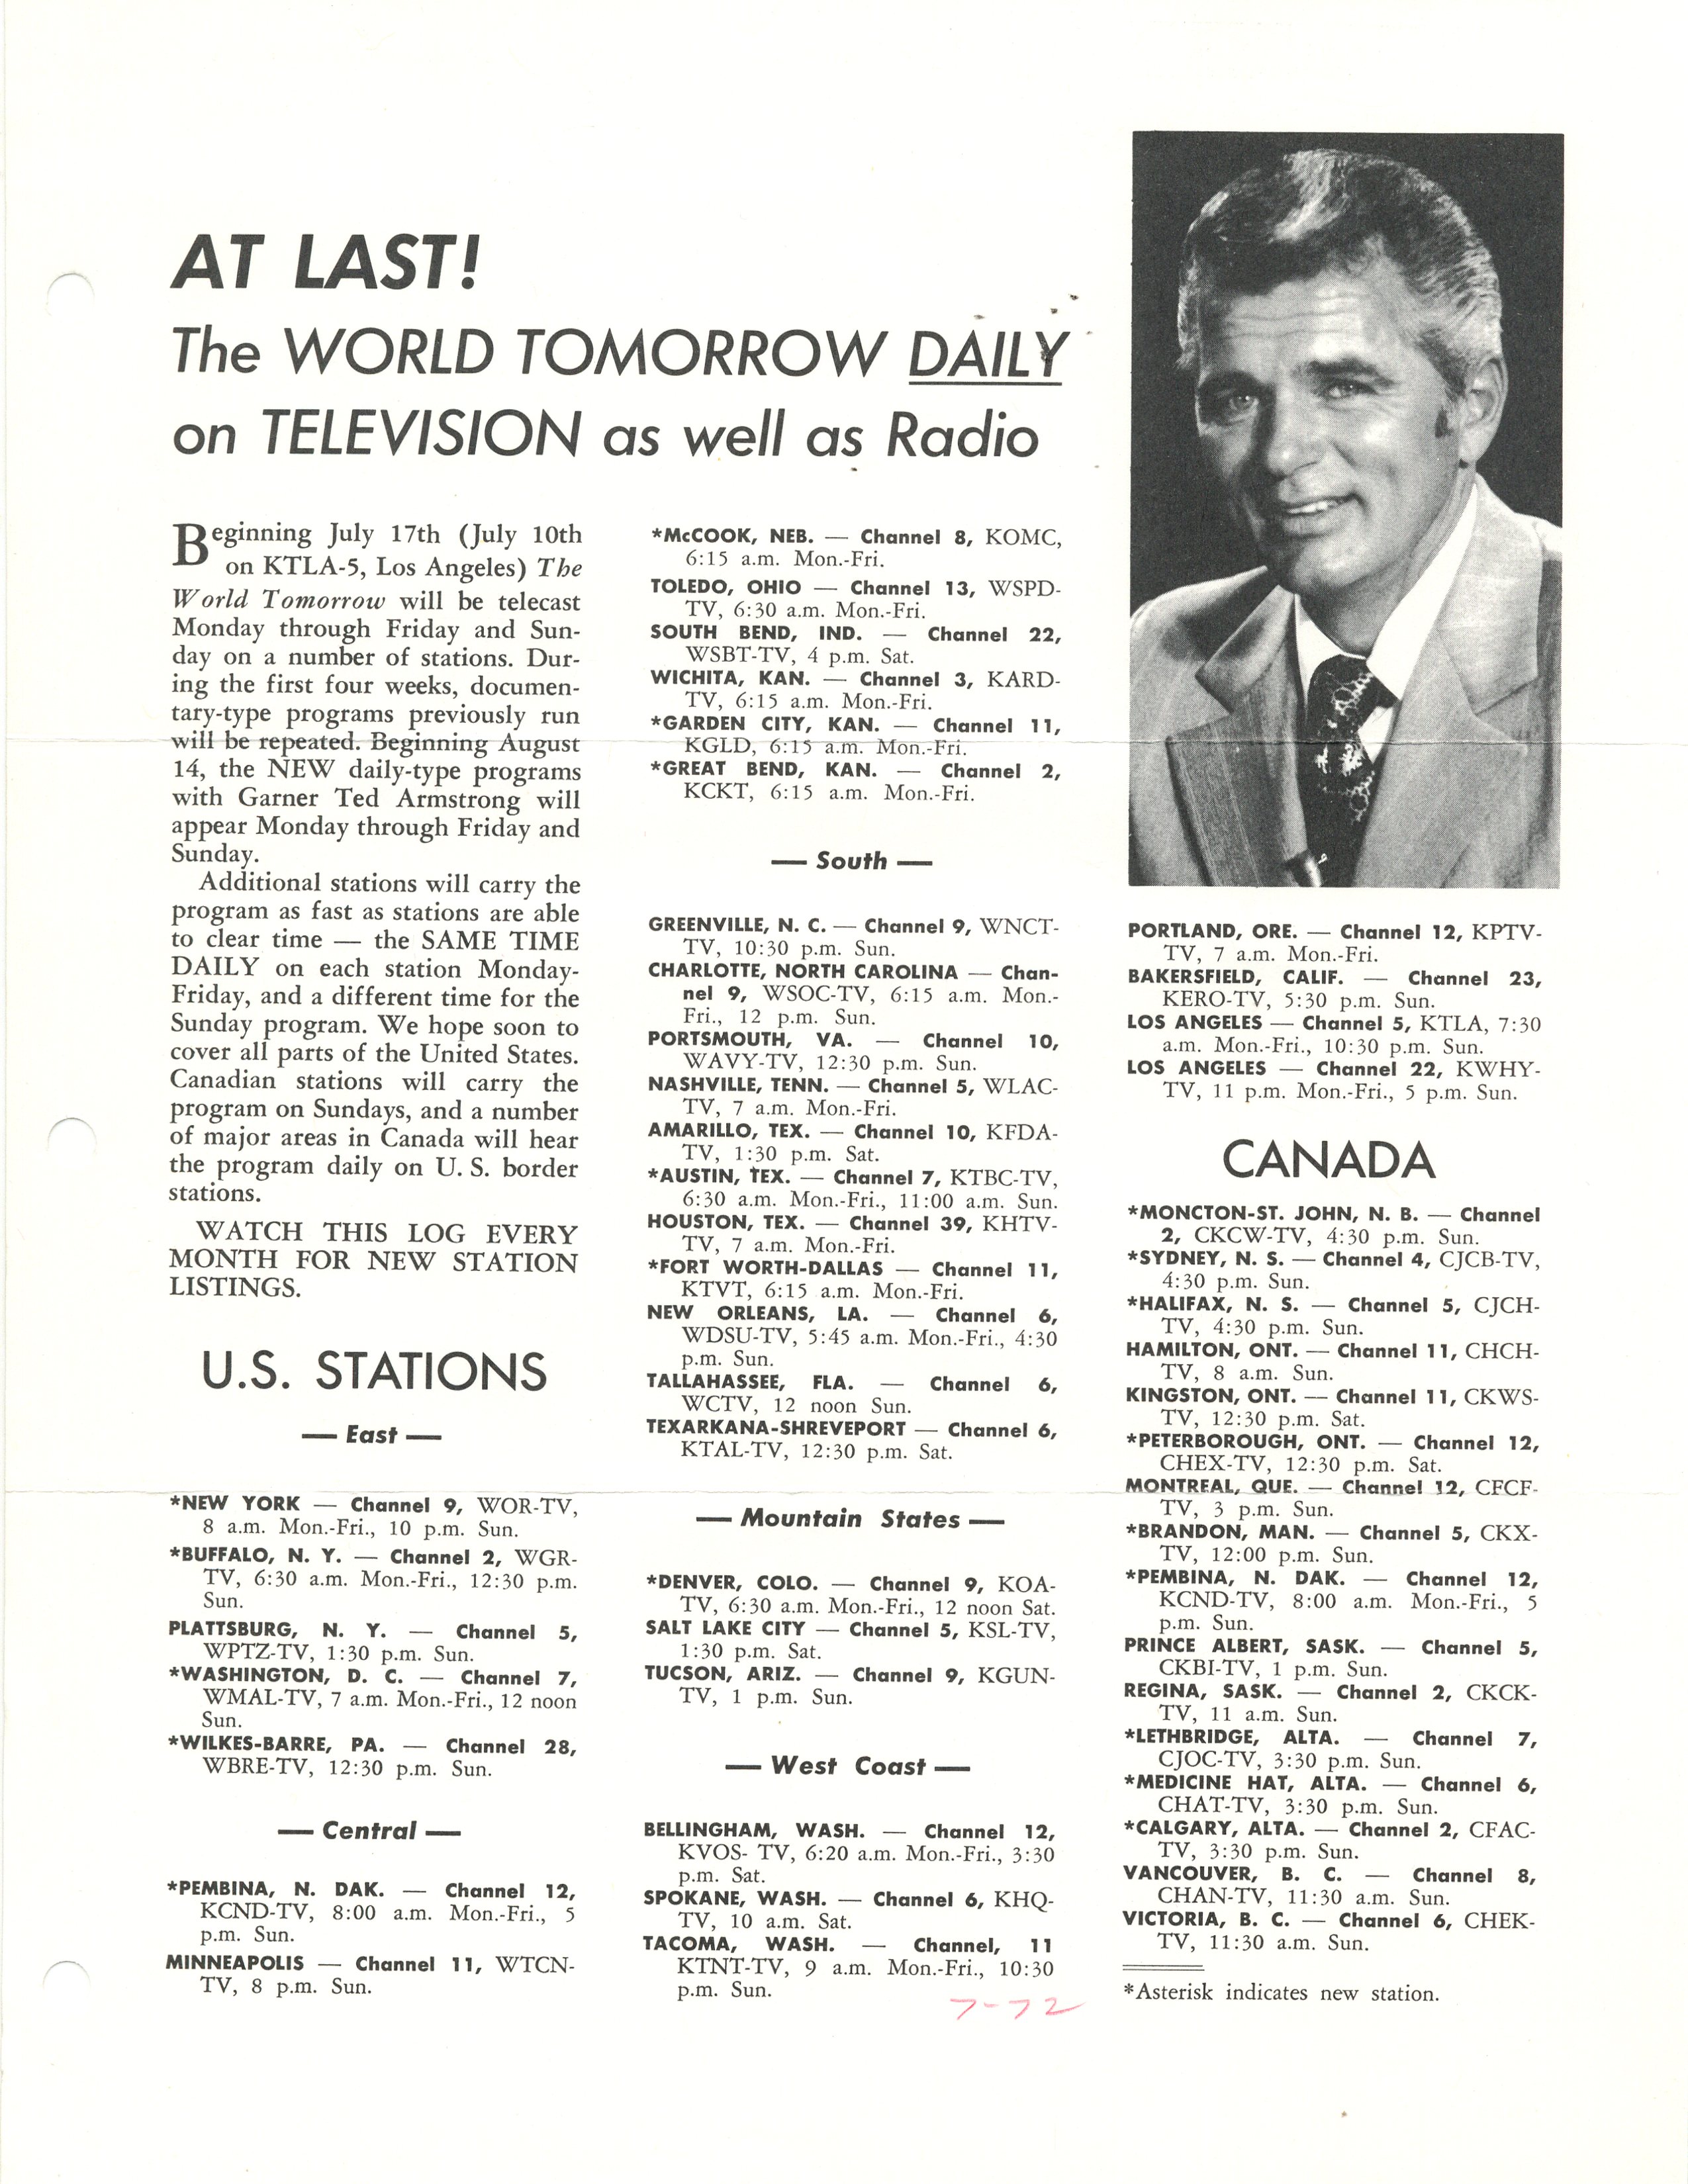 AT LAST!
The WORLD TOMORROW DAILY
on TELEVISION as well as Radio
Beginning July 17th (July 10th
on KTLA-5, Los Angeles) The
World Tomorrow will be telecast
Monday through Friday and Sun-
day on a number of stations. Dur-
ing the first four weeks, documen-
tary-type programs previously run
will be repeated. Beginning August
14, the NEW daily-type programs
with Garner Ted Armstrong will
appear Monday through Friday and
Sunday.
Additional stations will carry the
program as fast as stations are able
to clear time — the SAME TIME
DAILY on each station Monday-
Friday, and a different time for the
Sunday program. We hope soon to
cover all parts of the United States.
Canadian stations will carry the
program on Sundays, and a number
of major areas in Canada will hear
the program daily on U. S. border
stations.
WATCH THIS LOG EVERY
MONTH FOR NEW STATION
LISTINGS.
U.S. STATIONS
— East —
*NEW YORK — Channel 9, WOR-TV,
8 a.m. Mon.-Fri., 10 p.m. Sun.
*BUFFALO, N. Y. — Channel 2, WGR-
TV, 6:30 a.m. Mon.-Fri., 12:30 p.m.
Sun.
PLATTSBURG, N. Y. — Channel 5,
WPTZ-TV, 1:30 p.m. Sun.
*WASHINGTON, D. C. — Channel 7,
WMAL-TV, 7 a.m. Mon.-Fri., 12 noon
Sun.
*WILKES-BARRE, PA. — Channel 28,
WBRE-TV, 12:30 p.m. Sun.
— Central —
*PEMBINA, N. DAK. — Channel 12,
KCND-TV, 8:00 a.m. Mon.-Fri., 5
p.m. Sun.
MINNEAPOLIS — Channel 11, WTCN-
TV, 8 p.m. Sun.
*McCOOK, NEB. — Channel 8, KOMC,
6:15 a.m. Mon.-Fri.
TOLEDO, OHIO — Channel 13, WSPD-
TV, 6:30 a.m. Mon.-Fri.
SOUTH BEND, IND. — Channel 22,
WSBT-TV, 4 p.m. Sat.
WICHITA, KAN. — Channel 3, KARD-
TV, 6:15 a.m. Mon.-Fri.
*GARDEN CITY, KAN. — Channel 11,
KGLD, 6:15 a.m. Mon.-Fri.
*GREAT BEND, KAN. — Channel 2,
KCKT, 6:15 a.m. Mon.-Fri.
— South —
GREENVILLE, N. C. — Channel 9, WNCT-
TV, 10:30 p.m. Sun.
CHARLOTTE, NORTH CAROLINA — Chan-
nel 9, WSOC-TV, 6:15 a.m. Mon.-
Fri., 12 p.m. Sun.
PORTSMOUTH, VA. — Channel 10,
WAVY-TV, 12:30 p.m. Sun.
NASHVILLE, TENN. — Channel 5, WLAC-
TV, 7 a.m. Mon.-Fri.
AMARILLO, TEX. — Channel 10, KFDA-
TV, 1:30 p.m. Sat.
*AUSTIN, TEX. — Channel 7, KTBC-TV,
6:30 a.m. Mon.-Fri., 11:00 a.m. Sun.
HOUSTON, TEX. — Channel 39, KHTV-
TV, 7 a.m. Mon.-Fri.
*FORT WORTH-DALLAS — Channel 11,
KTVT, 6:15 a.m. Mon.-Fri.
NEW ORLEANS, LA. — Channel 6,
WDSU-TV, 5:45 a.m. Mon.-Fri., 4:30
p.m. Sun.
TALLAHASSEE, FLA. — Channel 6,
WCTV, 12 noon Sun.
TEXARKANA-SHREVEPORT — Channel 6,
KTAL-TV, 12:30 p.m. Sat.
— Mountain States —
*DENVER, COLO. — Channel 9, KOA-
TV, 6:30 a.m. Mon.-Fri., 12 noon Sat.
SALT LAKE CITY — Channel 5, KSL-TV,
1:30 p.m. Sat.
TUCSON, ARIZ. — Channel 9, KGUN-
TV, 1 p.m. Sun.
— West Coast —
BELLINGHAM, WASH. — Channel 12,
KVOS- TV, 6:20 a.m. Mon.-Fri., 3:30
p.m. Sat.
SPOKANE, WASH. — Channel 6, KHQ-
TV, 10 a.m. Sat.
TACOMA, WASH. — Channel, 11
KTNT-TV, 9 a.m. Mon.-Fri., 10:30
p.m. Sun.
7-72
PORTLAND, ORE. — Channel 12, KPTV-
TV, 7 a.m. Mon.-Fri.
BAKERSFIELD, CALIF. — Channel 23,
KERO-TV, 5:30 p.m. Sun.
LOS ANGELES — Channel 5, KTLA, 7:30
a.m. Mon.-Fri., 10:30 p.m. Sun.
LOS ANGELES — Channel 22, KWHY-
TV, 11 p.m. Mon.-Fri., 5 p.m. Sun.
CANADA
*MONCTON-ST. JOHN, N. B. — Channel
2, CKCW-TV, 4:30 p.m. Sun.
*SYDNEY, N. S. — Channel 4, CJCB-TV,
4:30 p.m. Sun.
*HALIFAX, N. S. — Channel 5, CJCH-
TV, 4:30 p.m. Sun.
HAMILTON, ONT. — Channel 11, CHCH-
TV, 8 a.m. Sun.
KINGSTON, ONT. — Channel 11, CKWS-
TV, 12:30 p.m. Sat.
*PETERBOROUGH, ONT. — Channel 12,
CHEX-TV, 12:30 p.m. Sat.
MONTREAL, QUE. — Channel 12, CFCF-
TV, 3 p.m. Sun.
*BRANDON, MAN. — Channel 5, CKX-
TV, 12:00 p.m. Sun.
*PEMBINA, N. DAK. — Channel 12,
KCND-TV, 8:00 a.m. Mon.-Fri., 5
p.m. Sun.
PRINCE ALBERT, SASK. — Channel 5,
CKBI-TV, 1 p.m. Sun.
REGINA, SASK. — Channel 2, CKCK-
TV, 11 a.m. Sun.
*LETHBRIDGE, ALTA. — Channel 7,
CJOC-TV, 3:30 p.m. Sun.
*MEDICINE HAT, ALTA. — Channel 6,
CHAT-TV, 3:30 p.m. Sun.
*CALGARY, ALTA. — Channel 2, CFAC-
TV, 3:30 p.m. Sun.
VANCOUVER, B. C. — Channel 8,
CHAN-TV, 11:30 a.m. Sun.
VICTORIA, B. C. — Channel 6, CHEK-
TV, 11:30 a.m. Sun.
*Asterisk indicates new station.